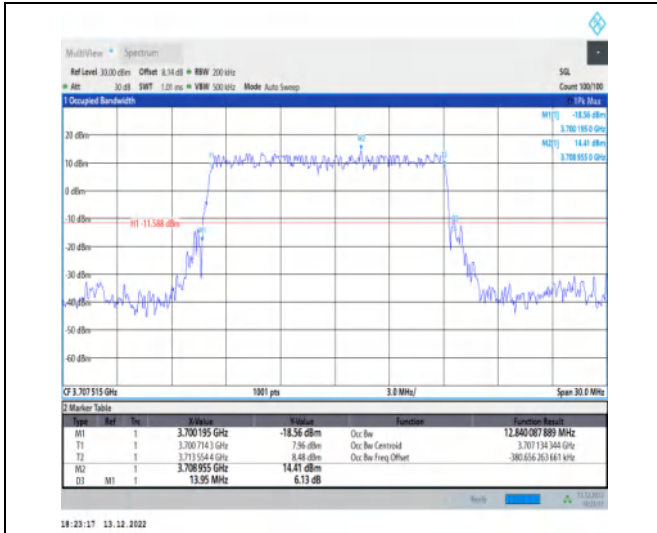 MultiView Spectrum
Ref Level 30.00 dBm Offset 8.14 dB RBW 200 kHz SGL
Att 30 dB SWT 1.01 ms VBW 500 kHz Mode Auto Sweep Count 100/100
1 Occupied Bandwidth 1Pk Max
M1[1] -18.56 dBm
3.700 195 0 GHz
M2[1] 14.41 dBm
3.708 955 0 GHz
20 dBm
M2
10 dBm
0 dBm
-10 dBm
H1 -11.588 dBm
-20 dBm
-30 dBm
-40 dBm
-50 dBm
-60 dBm
CF 3.707 515 GHz 1001 pts 3.0 MHz/ Span 30.0 MHz
2 Marker Table
Type Ref Trc X-Value Y-Value Function Function Result
M1 1 3.700195 GHz -18.56 dBm Occ Bw 12.840 087 889 MHz
T1 1 3.700 714 3 GHz 7.96 dBm Occ Bw Centroid 3.707 134 344 GHz
T2 1 3.713 554 4 GHz 8.48 dBm Occ Bw Freq Offset -380.656 263 661 kHz
M2 1 3.708 955 GHz 14.41 dBm
D3 M1 1 13.95 MHz 6.13 dB
Ready 13.12.2022
18:23:17 13.12.2022